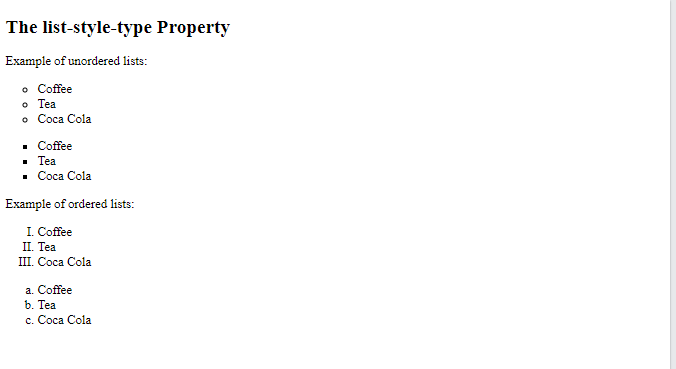 The list-style-type Property
Example of unordered lists:
Coffee
Tea
Coca Cola
Coffee
Tea
Coca Cola
Example of ordered lists:
I. Coffee
II. Tea
III. Coca Cola
a. Coffee
b. Tea
c. Coca Cola